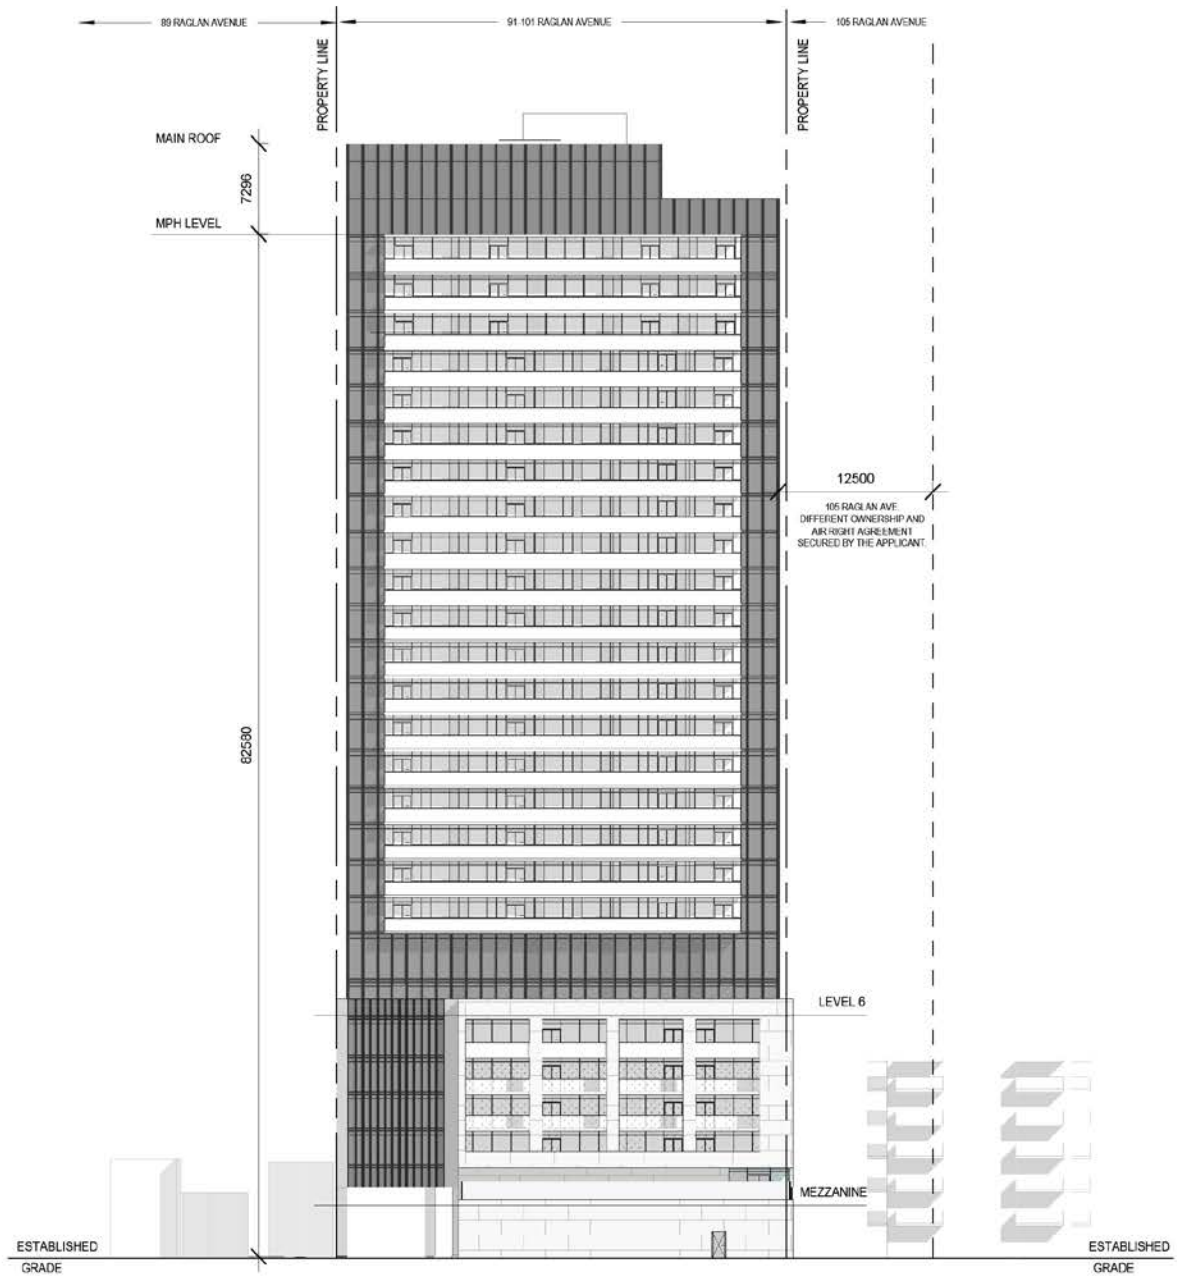 89 RAGLAN AVENUE
91-101 RAGLAN AVENUE
105 RAGLAN AVENUE
PROPERTY LINE
PROPERTY LINE
MAIN ROOF
7296
MPH LEVEL
12500
105 RAGLAN AVE.
DIFFERENT OWNERSHIP AND
AIR RIGHT AGREEMENT
SECURED BY THE APPLICANT.
82580
LEVEL 6
MEZZANINE
ESTABLISHED
GRADE
ESTABLISHED
GRADE